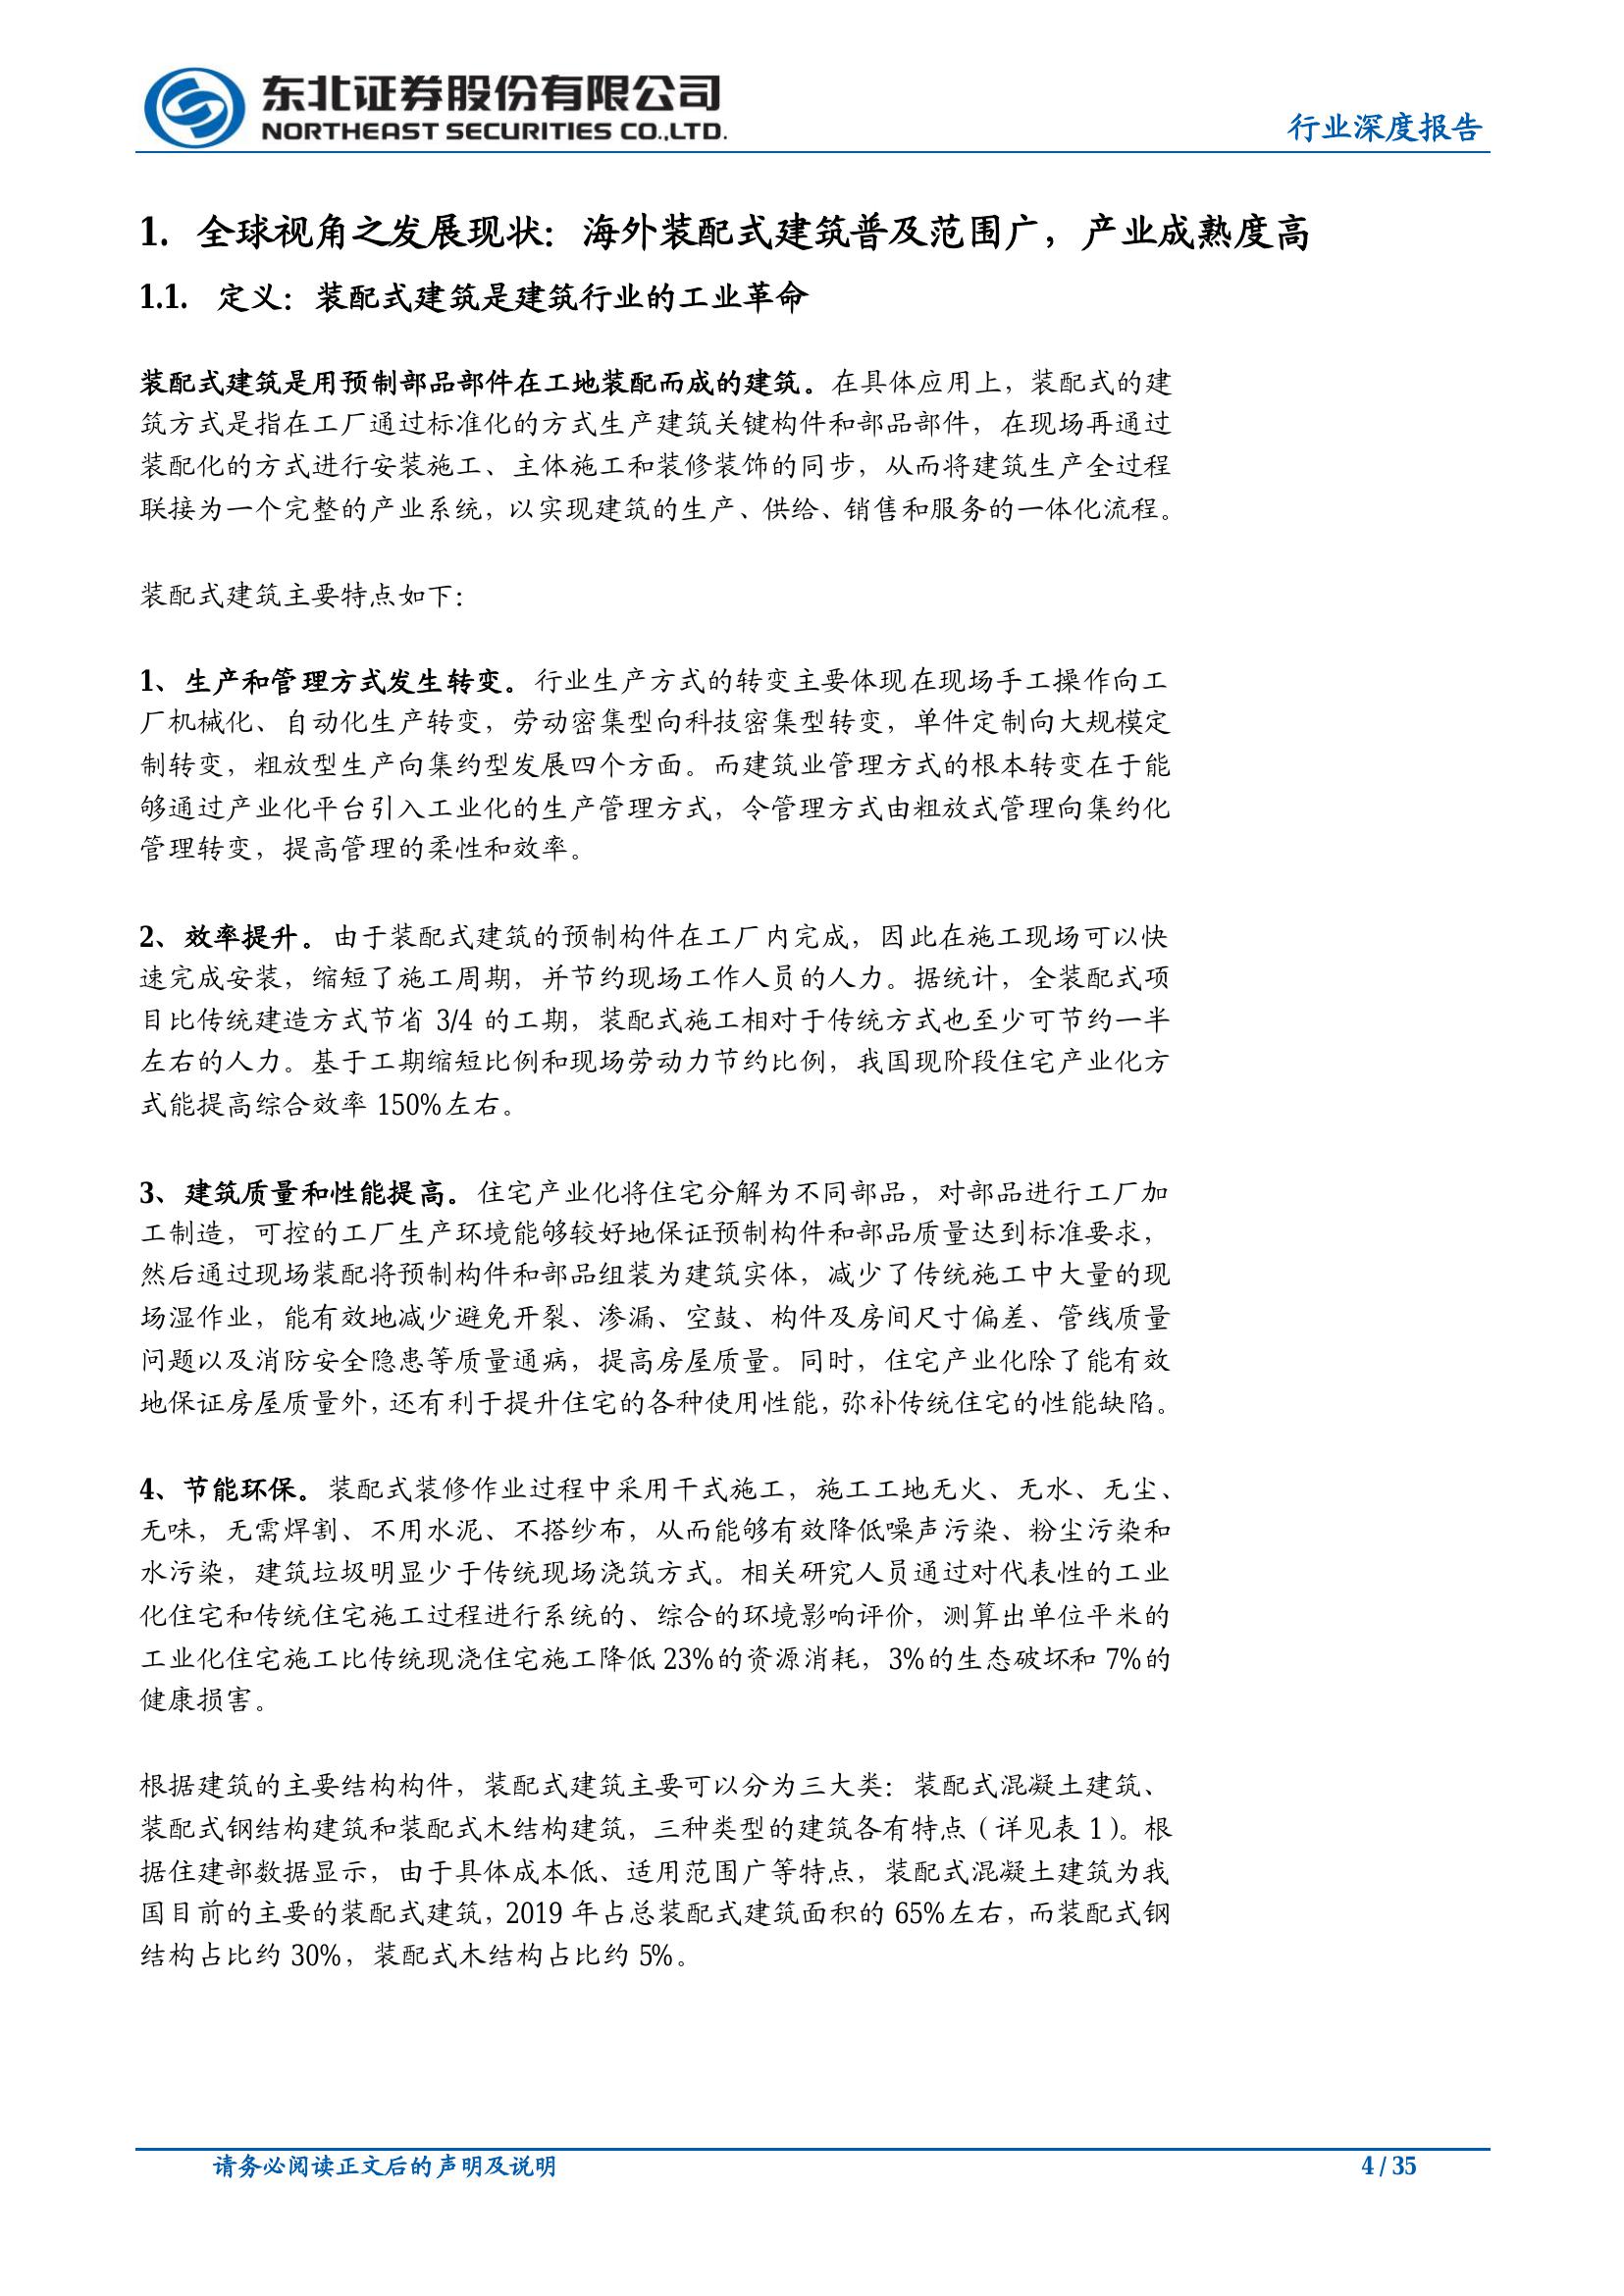 东北证券股份有限公司
NORTHEAST SECURITIES CO.,LTD.
行业深度报告
1. 全球视角之发展现状：海外装配式建筑普及范围广，产业成熟度高
1.1. 定义：装配式建筑是建筑行业的工业革命
装配式建筑是用预制部品部件在工地装配而成的建筑。在具体应用上，装配式的建
筑方式是指在工厂通过标准化的方式生产建筑关键构件和部品部件，在现场再通过
装配化的方式进行安装施工、主体施工和装修装饰的同步，从而将建筑生产全过程
联接为一个完整的产业系统，以实现建筑的生产、供给、销售和服务的一体化流程。
装配式建筑主要特点如下：
1、生产和管理方式发生转变。行业生产方式的转变主要体现在现场手工操作向工
厂机械化、自动化生产转变，劳动密集型向科技密集型转变，单件定制向大规模定
制转变，粗放型生产向集约型发展四个方面。而建筑业管理方式的根本转变在于能
够通过产业化平台引入工业化的生产管理方式，令管理方式由粗放式管理向集约化
管理转变，提高管理的柔性和效率。
2、效率提升。由于装配式建筑的预制构件在工厂内完成，因此在施工现场可以快
速完成安装，缩短了施工周期，并节约现场工作人员的人力。据统计，全装配式项
目比传统建造方式节省 3/4 的工期，装配式施工相对于传统方式也至少可节约一半
左右的人力。基于工期缩短比例和现场劳动力节约比例，我国现阶段住宅产业化方
式能提高综合效率 150%左右。
3、建筑质量和性能提高。住宅产业化将住宅分解为不同部品，对部品进行工厂加
工制造，可控的工厂生产环境能够较好地保证预制构件和部品质量达到标准要求，
然后通过现场装配将预制构件和部品组装为建筑实体，减少了传统施工中大量的现
场湿作业，能有效地减少避免开裂、渗漏、空鼓、构件及房间尺寸偏差、管线质量
问题以及消防安全隐患等质量通病，提高房屋质量。同时，住宅产业化除了能有效
地保证房屋质量外，还有利于提升住宅的各种使用性能，弥补传统住宅的性能缺陷。
4、节能环保。装配式装修作业过程中采用干式施工，施工工地无火、无水、无尘、
无味，无需焊割、不用水泥、不搭纱布，从而能够有效降低噪声污染、粉尘污染和
水污染，建筑垃圾明显少于传统现场浇筑方式。相关研究人员通过对代表性的工业
化住宅和传统住宅施工过程进行系统的、综合的环境影响评价，测算出单位平米的
工业化住宅施工比传统现浇住宅施工降低 23%的资源消耗，3%的生态破坏和 7%的
健康损害。
根据建筑的主要结构构件，装配式建筑主要可以分为三大类：装配式混凝土建筑、
装配式钢结构建筑和装配式木结构建筑，三种类型的建筑各有特点（详见表 1）。根
据住建部数据显示，由于具体成本低、适用范围广等特点，装配式混凝土建筑为我
国目前的主要的装配式建筑，2019 年占总装配式建筑面积的 65%左右，而装配式钢
结构占比约 30%，装配式木结构占比约 5%。
请务必阅读正文后的声明及说明
4 / 35